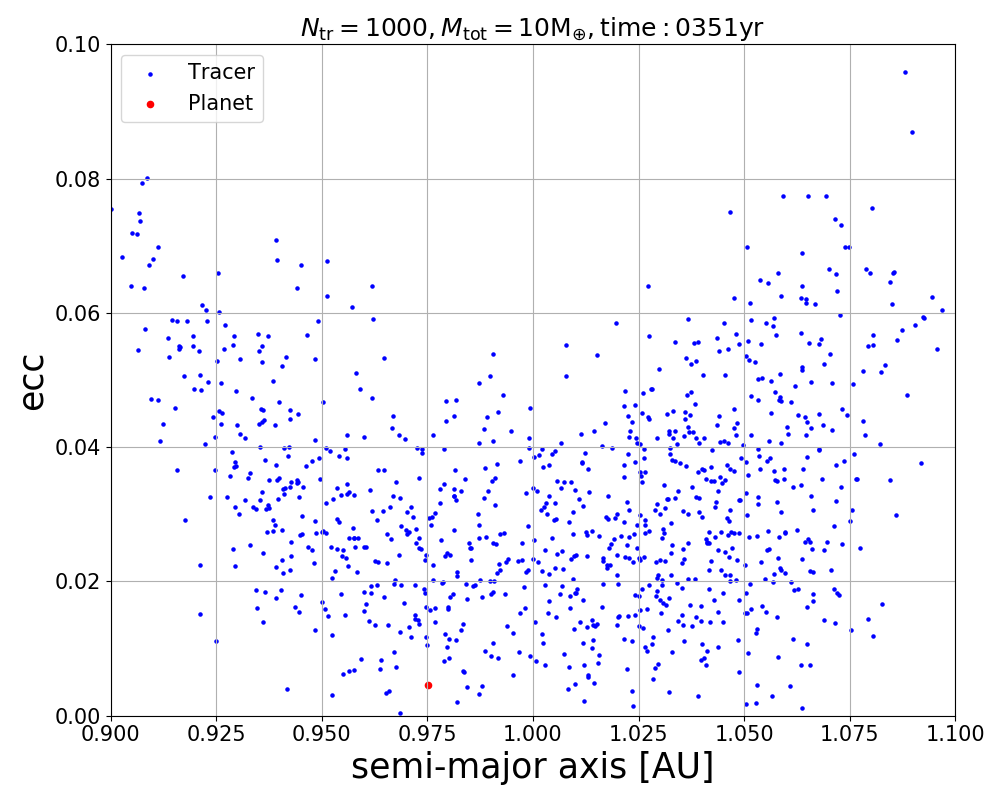 N_tr = 1000, M_tot = 10M_⊕, time : 0351yr
Tracer
Planet
0.10
0.08
0.06
0.04
0.02
0.00
ecc
0.900 0.925 0.950 0.975 1.000 1.025 1.050 1.075 1.100
semi-major axis [AU]